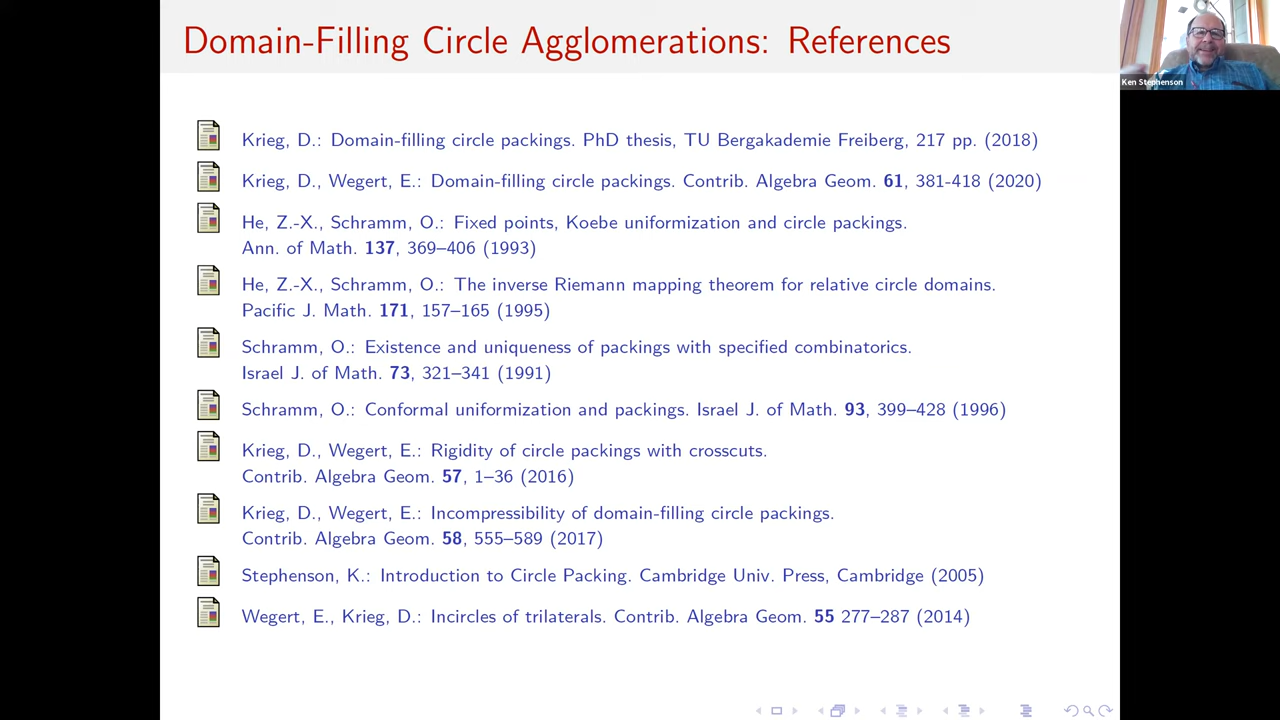 Domain-Filling Circle Agglomerations: References
Ken Stephenson
Krieg, D.: Domain-filling circle packings. PhD thesis, TU Bergakademie Freiberg, 217 pp. (2018)
Krieg, D., Wegert, E.: Domain-filling circle packings. Contrib. Algebra Geom. 61, 381-418 (2020)
He, Z.-X., Schramm, O.: Fixed points, Koebe uniformization and circle packings.
Ann. of Math. 137, 369–406 (1993)
He, Z.-X., Schramm, O.: The inverse Riemann mapping theorem for relative circle domains.
Pacific J. Math. 171, 157–165 (1995)
Schramm, O.: Existence and uniqueness of packings with specified combinatorics.
Israel J. of Math. 73, 321–341 (1991)
Schramm, O.: Conformal uniformization and packings. Israel J. of Math. 93, 399–428 (1996)
Krieg, D., Wegert, E.: Rigidity of circle packings with crosscuts.
Contrib. Algebra Geom. 57, 1–36 (2016)
Krieg, D., Wegert, E.: Incompressibility of domain-filling circle packings.
Contrib. Algebra Geom. 58, 555–589 (2017)
Stephenson, K.: Introduction to Circle Packing. Cambridge Univ. Press, Cambridge (2005)
Wegert, E., Krieg, D.: Incircles of trilaterals. Contrib. Algebra Geom. 55 277–287 (2014)